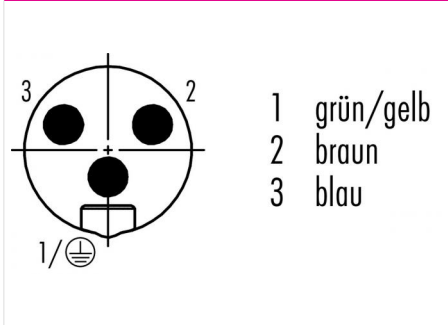 3
2
1/⏚
1 grün/gelb
2 braun
3 blau